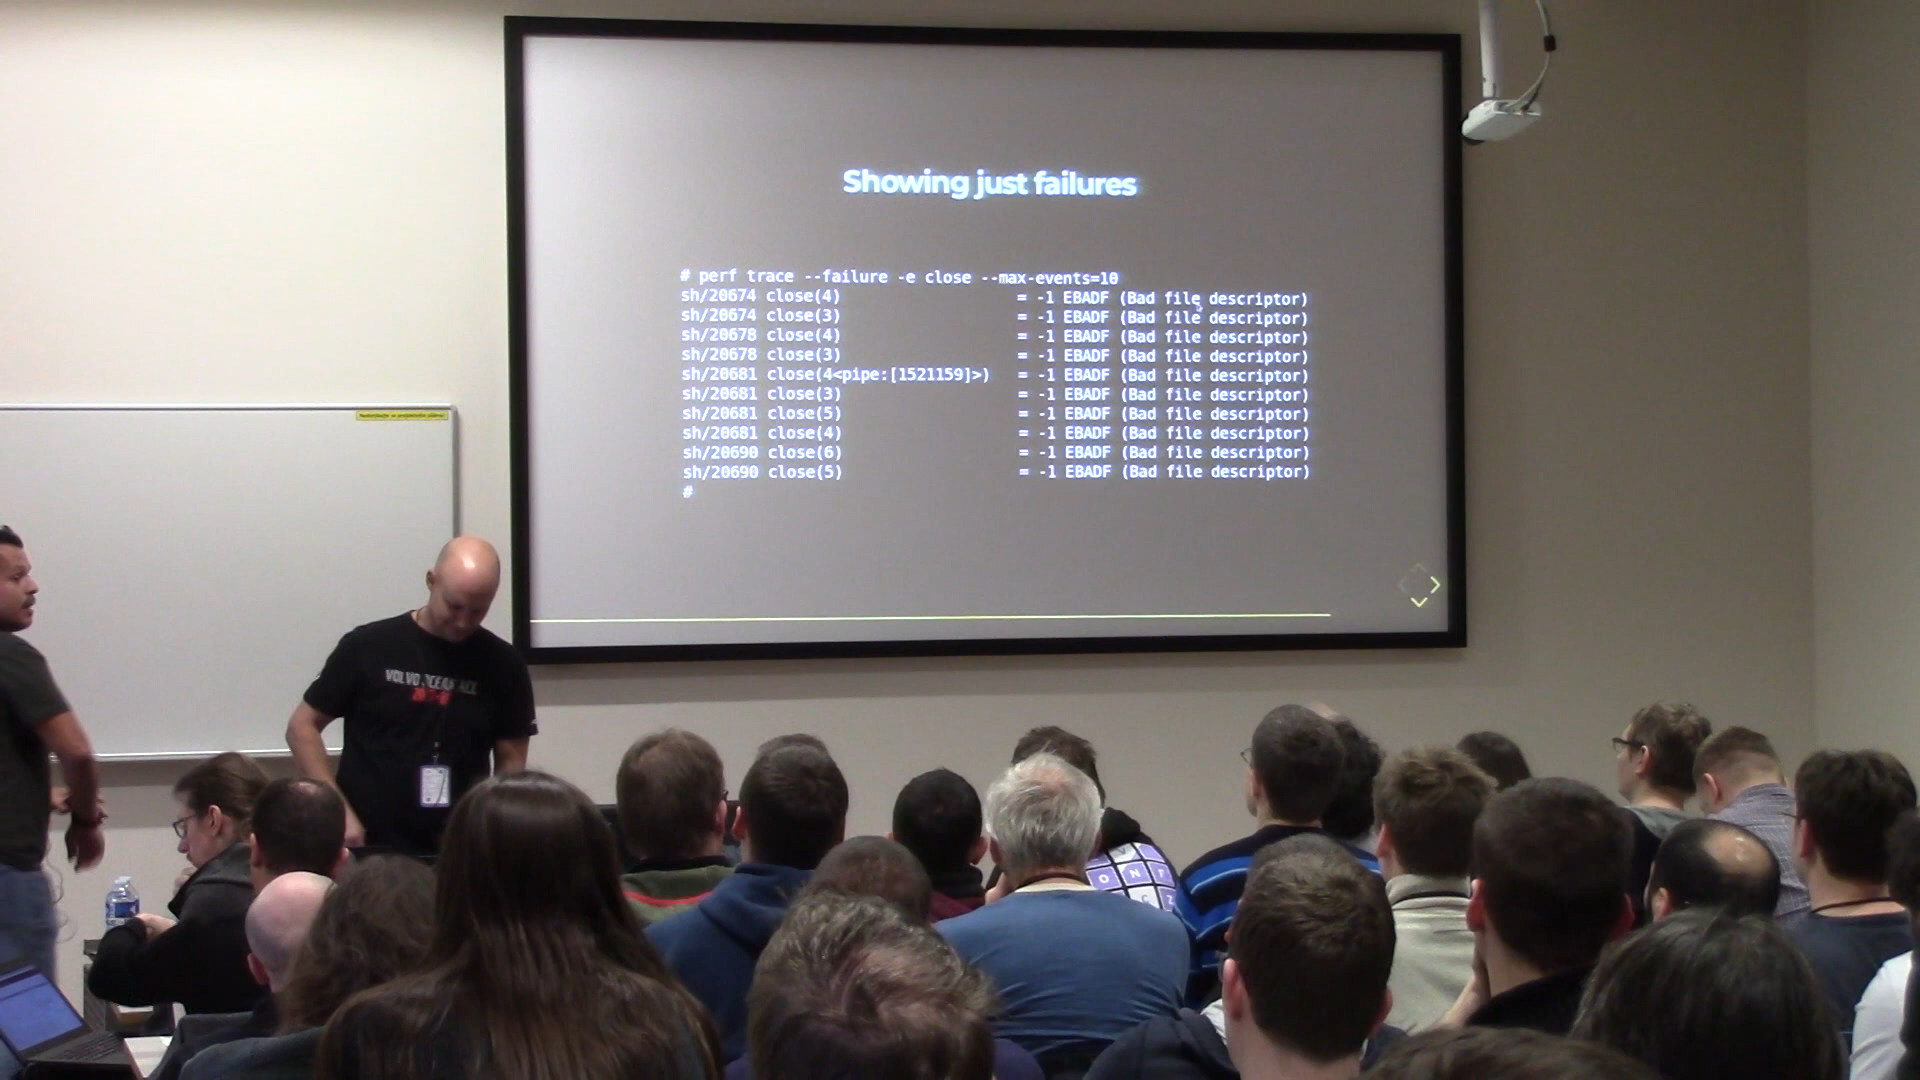 Showing just failures
# perf trace --failure -e close --max-events=10
sh/20674 close(4) = -1 EBADF (Bad file descriptor)
sh/20674 close(3) = -1 EBADF (Bad file descriptor)
sh/20678 close(4) = -1 EBADF (Bad file descriptor)
sh/20678 close(3) = -1 EBADF (Bad file descriptor)
sh/20681 close(4<pipe:[1521159]>) = -1 EBADF (Bad file descriptor)
sh/20681 close(3) = -1 EBADF (Bad file descriptor)
sh/20681 close(5) = -1 EBADF (Bad file descriptor)
sh/20681 close(4) = -1 EBADF (Bad file descriptor)
sh/20690 close(6) = -1 EBADF (Bad file descriptor)
sh/20690 close(5) = -1 EBADF (Bad file descriptor)
#
VOLVO OCEAN
V
O N F
C Z